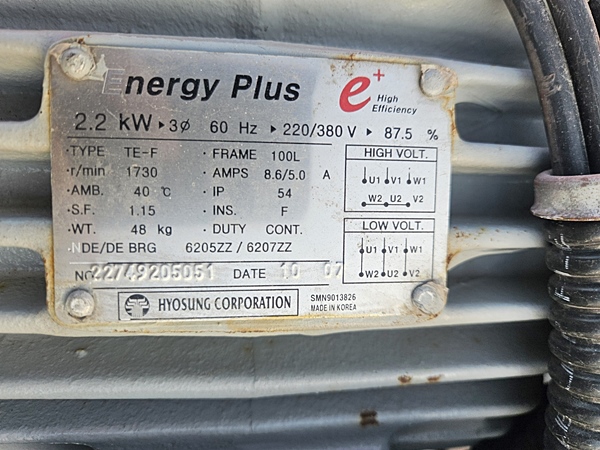 Energy Plus
e+ High Efficiency
2.2 kW ▸ 3ø 60 Hz ▸ 220/380 V ▸ 87.5 %
· TYPE TE-F · FRAME 100L
· r/min 1730 · AMPS 8.6/5.0 A
· AMB. 40 ℃ · IP 54
· S.F. 1.15 · INS. F
· WT. 48 kg · DUTY CONT.
· NDE/DE BRG 6205ZZ / 6207ZZ
NO. 22749205051 DATE 10 07
HYOSUNG CORPORATION
SMN9013826
MADE IN KOREA
HIGH VOLT.
U1 V1 W1
W2 U2 V2
LOW VOLT.
U1 V1 W1
W2 U2 V2